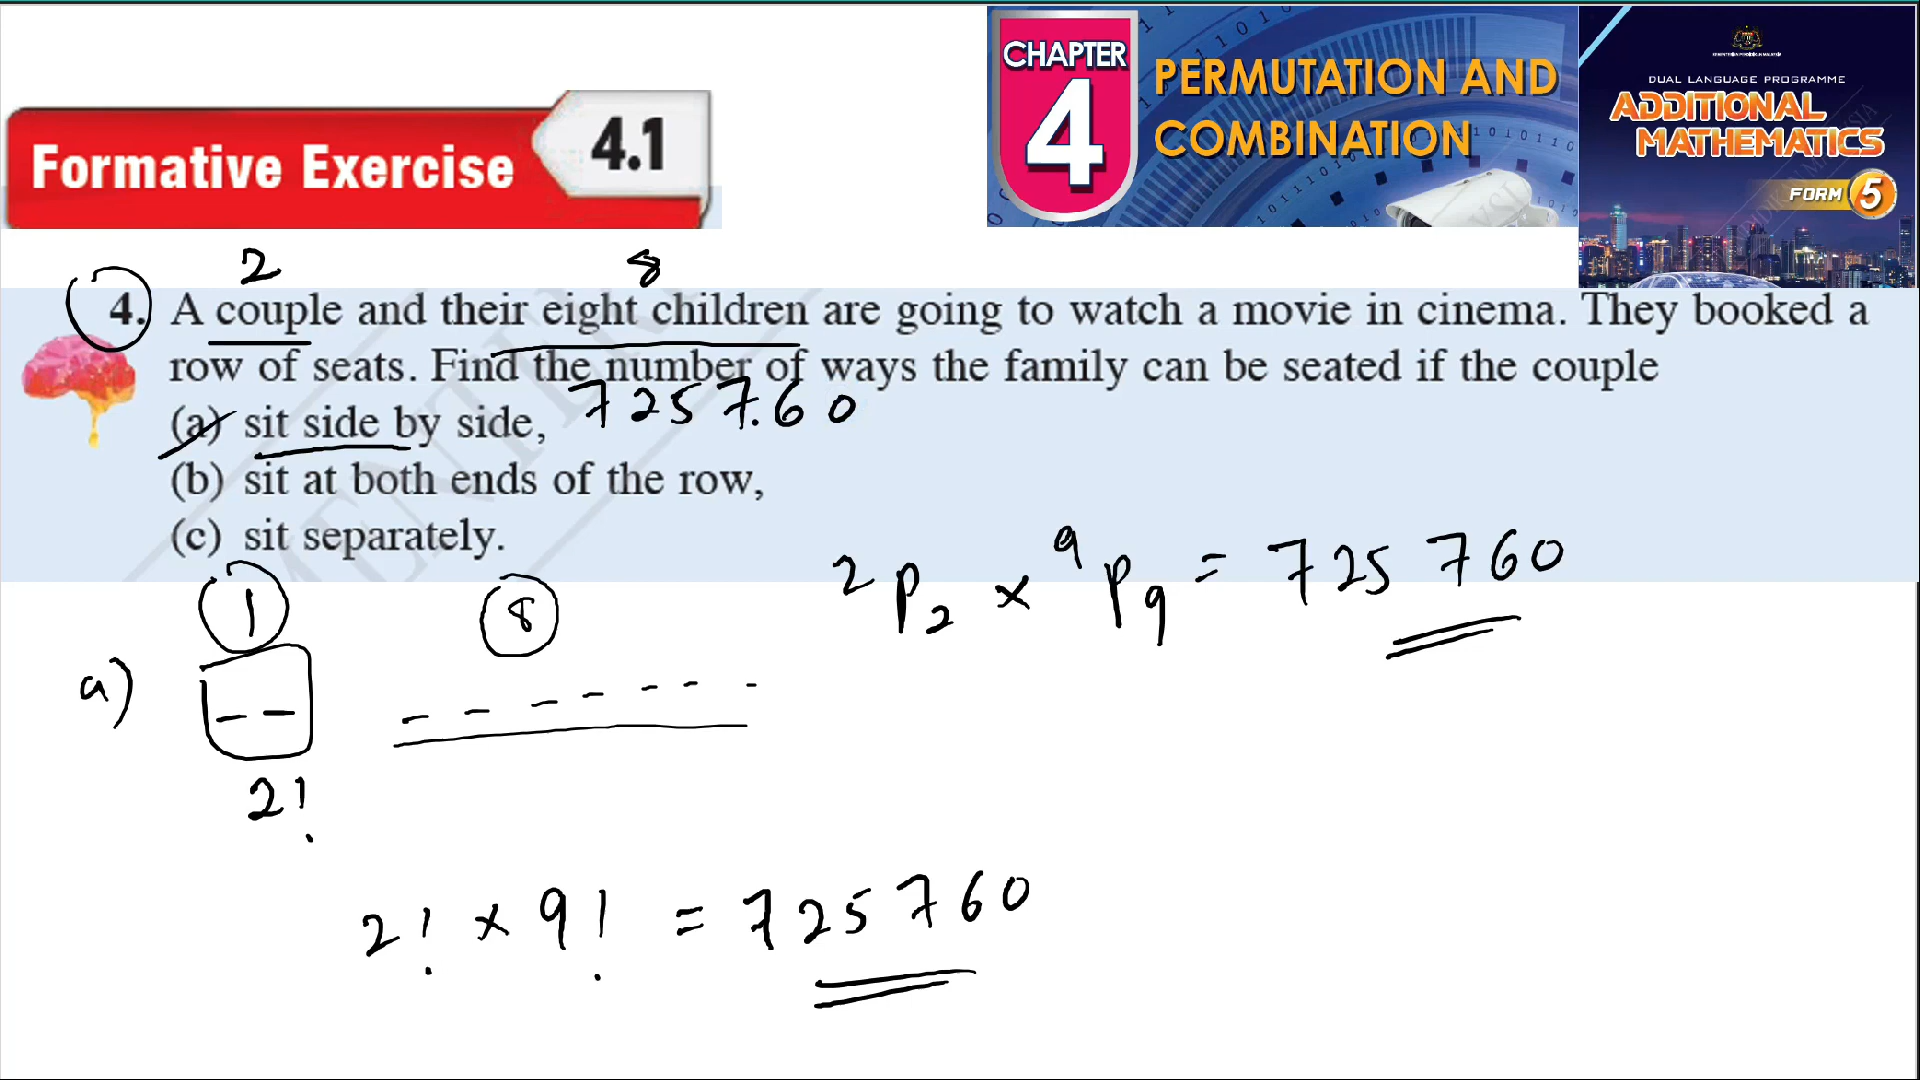 CHAPTER
4
PERMUTATION AND
COMBINATION
DUAL LANGUAGE PROGRAMME
ADDITIONAL
MATHEMATICS
FORM 5
Formative Exercise 4.1
2 8
4. A couple and their eight children are going to watch a movie in cinema. They booked a
row of seats. Find the number of ways the family can be seated if the couple
(a) sit side by side, 725760
(b) sit at both ends of the row,
(c) sit separately.
²P₂ × ⁹P₉ = 725 760
1 8
a)
2!
2! × 9! = 725760